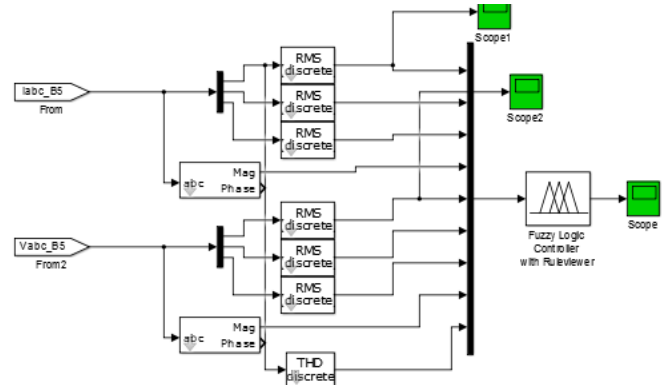 Scope1
RMS
discrete
Iabc_B5
From
RMS
discrete
Scope2
RMS
discrete
abc
Mag
Phase
RMS
discrete
Scope
Vabc_B5
From2
RMS
discrete
Fuzzy Logic
Controller
with Ruleviewer
RMS
discrete
abc
Mag
Phase
THD
discrete